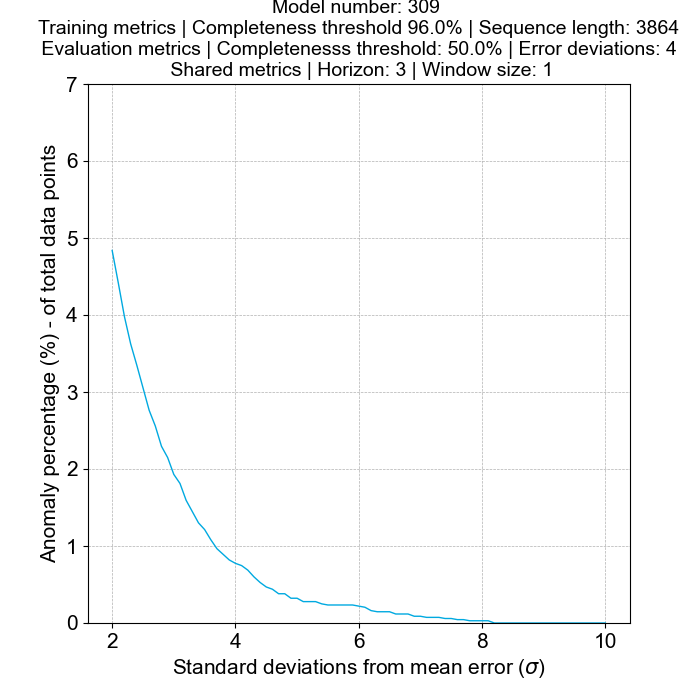 Model number: 309
Training metrics | Completeness threshold 96.0% | Sequence length: 3864
Evaluation metrics | Completenesss threshold: 50.0% | Error deviations: 4
Shared metrics | Horizon: 3 | Window size: 1
7
6
5
4
3
2
1
0
Anomaly percentage (%) - of total data points
2 4 6 8 10
Standard deviations from mean error (σ)